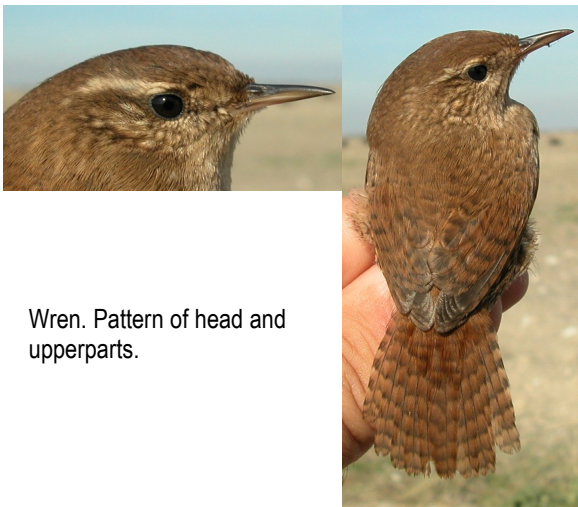 Wren. Pattern of head and
upperparts.